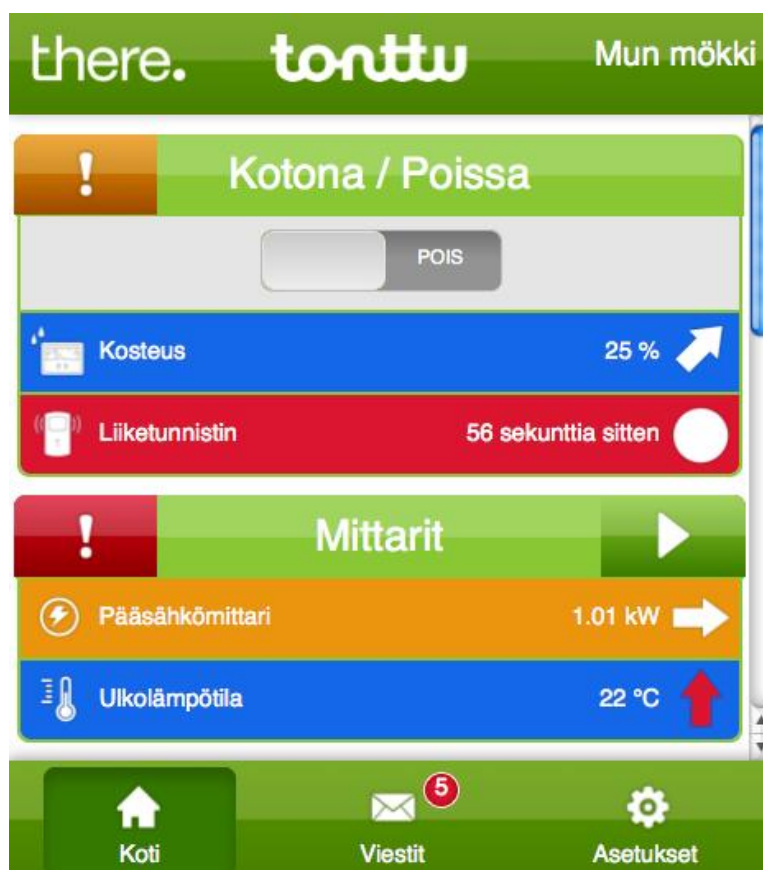 there. tonttu Mun mökki
! Kotona / Poissa
POIS
Kosteus 25 %
Liiketunnistin 56 sekunttia sitten
! Mittarit
Pääsähkömittari 1.01 kW
Ulkolämpötila 22 °C
5
Koti Viestit Asetukset